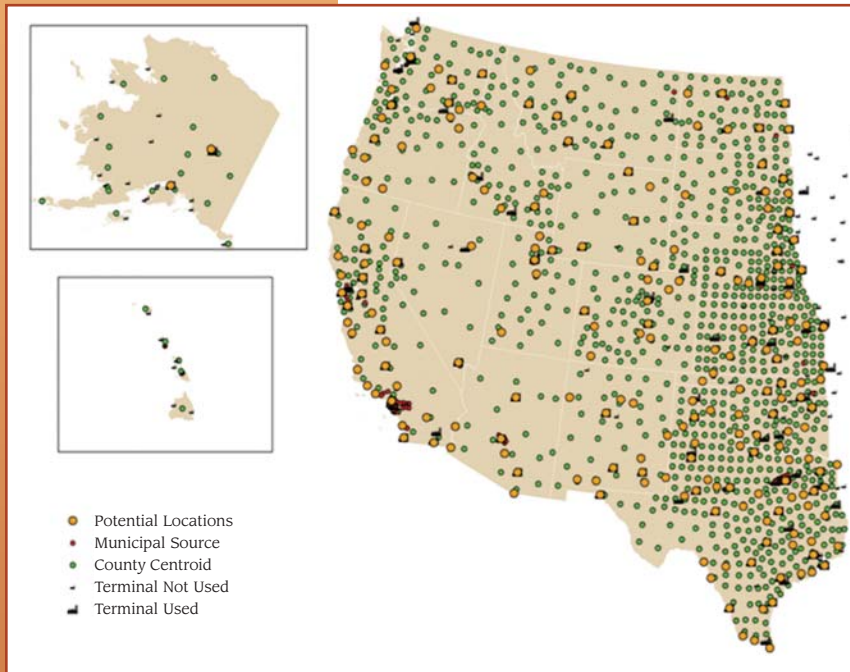 Potential Locations
Municipal Source
County Centroid
Terminal Not Used
Terminal Used